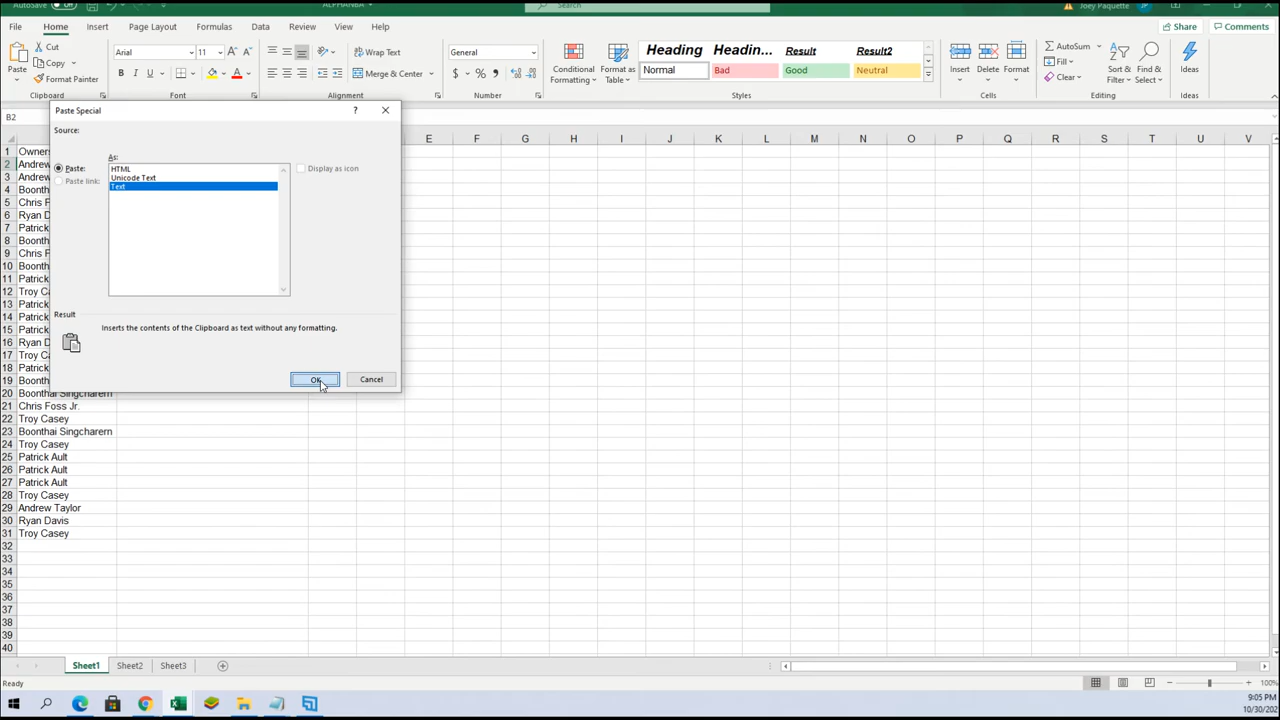 AutoSave Off ALPHANBA Search Joey Paquette
File Home Insert Page Layout Formulas Data Review View Help Share Comments
Paste Cut Copy Format Painter Clipboard
Arial 11 A A B I U A Font
Wrap Text Merge & Center Alignment
General $ % , Number
Conditional Formatting Format as Table Heading Headin... Result Result2 Normal Bad Good Neutral Styles
Insert Delete Format Cells
AutoSum Fill Clear Sort & Filter Find & Select Editing
Ideas Ideas
B2
Paste Special ? ×
Source:
As:
Paste:
Paste link:
HTML
Unicode Text
Text
Display as icon
Result
Inserts the contents of the Clipboard as text without any formatting.
OK Cancel
E F G H I J K L M N O P Q R S T U V
1 Owners
2 Andrew
3 Andrew
4 Boonth
5 Chris F
6 Ryan D
7 Patrick
8 Boontha
9 Chris F
10 Boonth
11 Patrick
12 Troy Ca
13 Patrick
14 Patrick
15 Patrick
16 Ryan D
17 Troy Ca
18 Patrick
19 Boontha
20 Boonthai Singcharern
21 Chris Foss Jr.
22 Troy Casey
23 Boonthai Singcharern
24 Troy Casey
25 Patrick Ault
26 Patrick Ault
27 Patrick Ault
28 Troy Casey
29 Andrew Taylor
30 Ryan Davis
31 Troy Casey
32
33
34
35
36
37
38
39
40
Sheet1 Sheet2 Sheet3
Ready 100%
9:05 PM
10/30/202